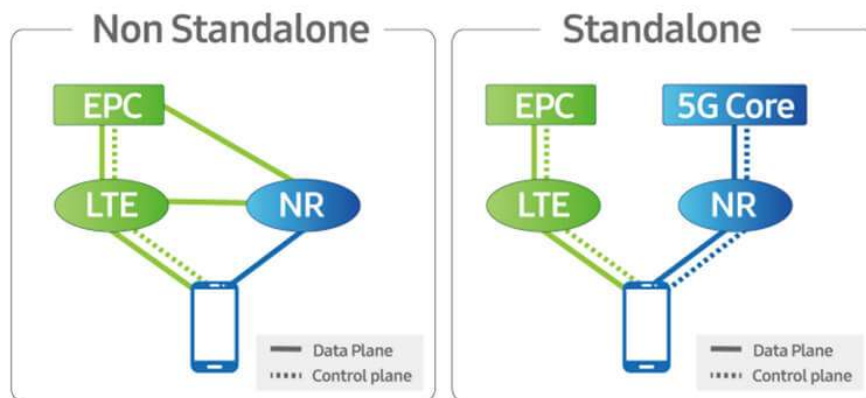 Non Standalone
EPC
LTE
NR
Data Plane
Control plane
Standalone
EPC
5G Core
LTE
NR
Data Plane
Control plane